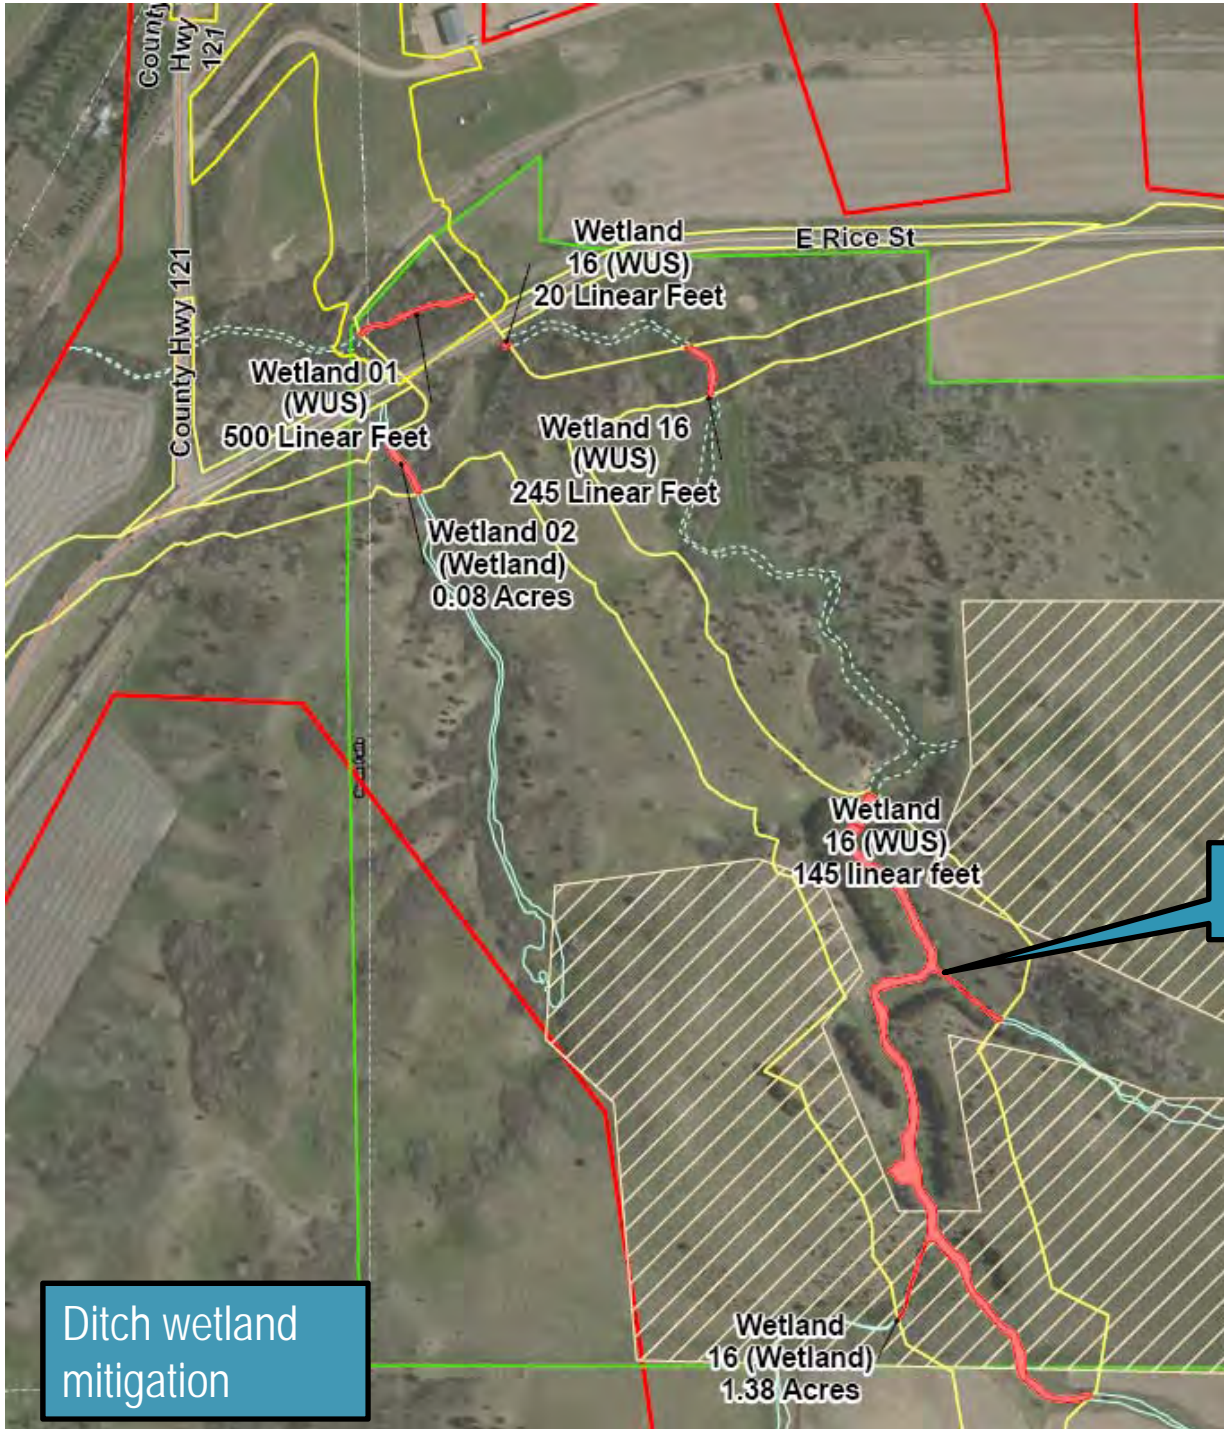 County
Hwy
121
Wetland
16 (WUS)
20 Linear Feet
E Rice St
County Hwy 121
Wetland 01
(WUS)
500 Linear Feet
Wetland 16
(WUS)
245 Linear Feet
Wetland 02
(Wetland)
0.08 Acres
Wetland
16 (WUS)
145 linear feet
Ditch wetland
mitigation
Wetland
16 (Wetland)
1.38 Acres